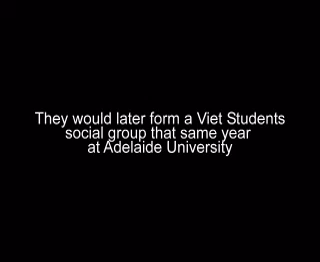 They would later form a Viet Students
social group that same year
at Adelaide University